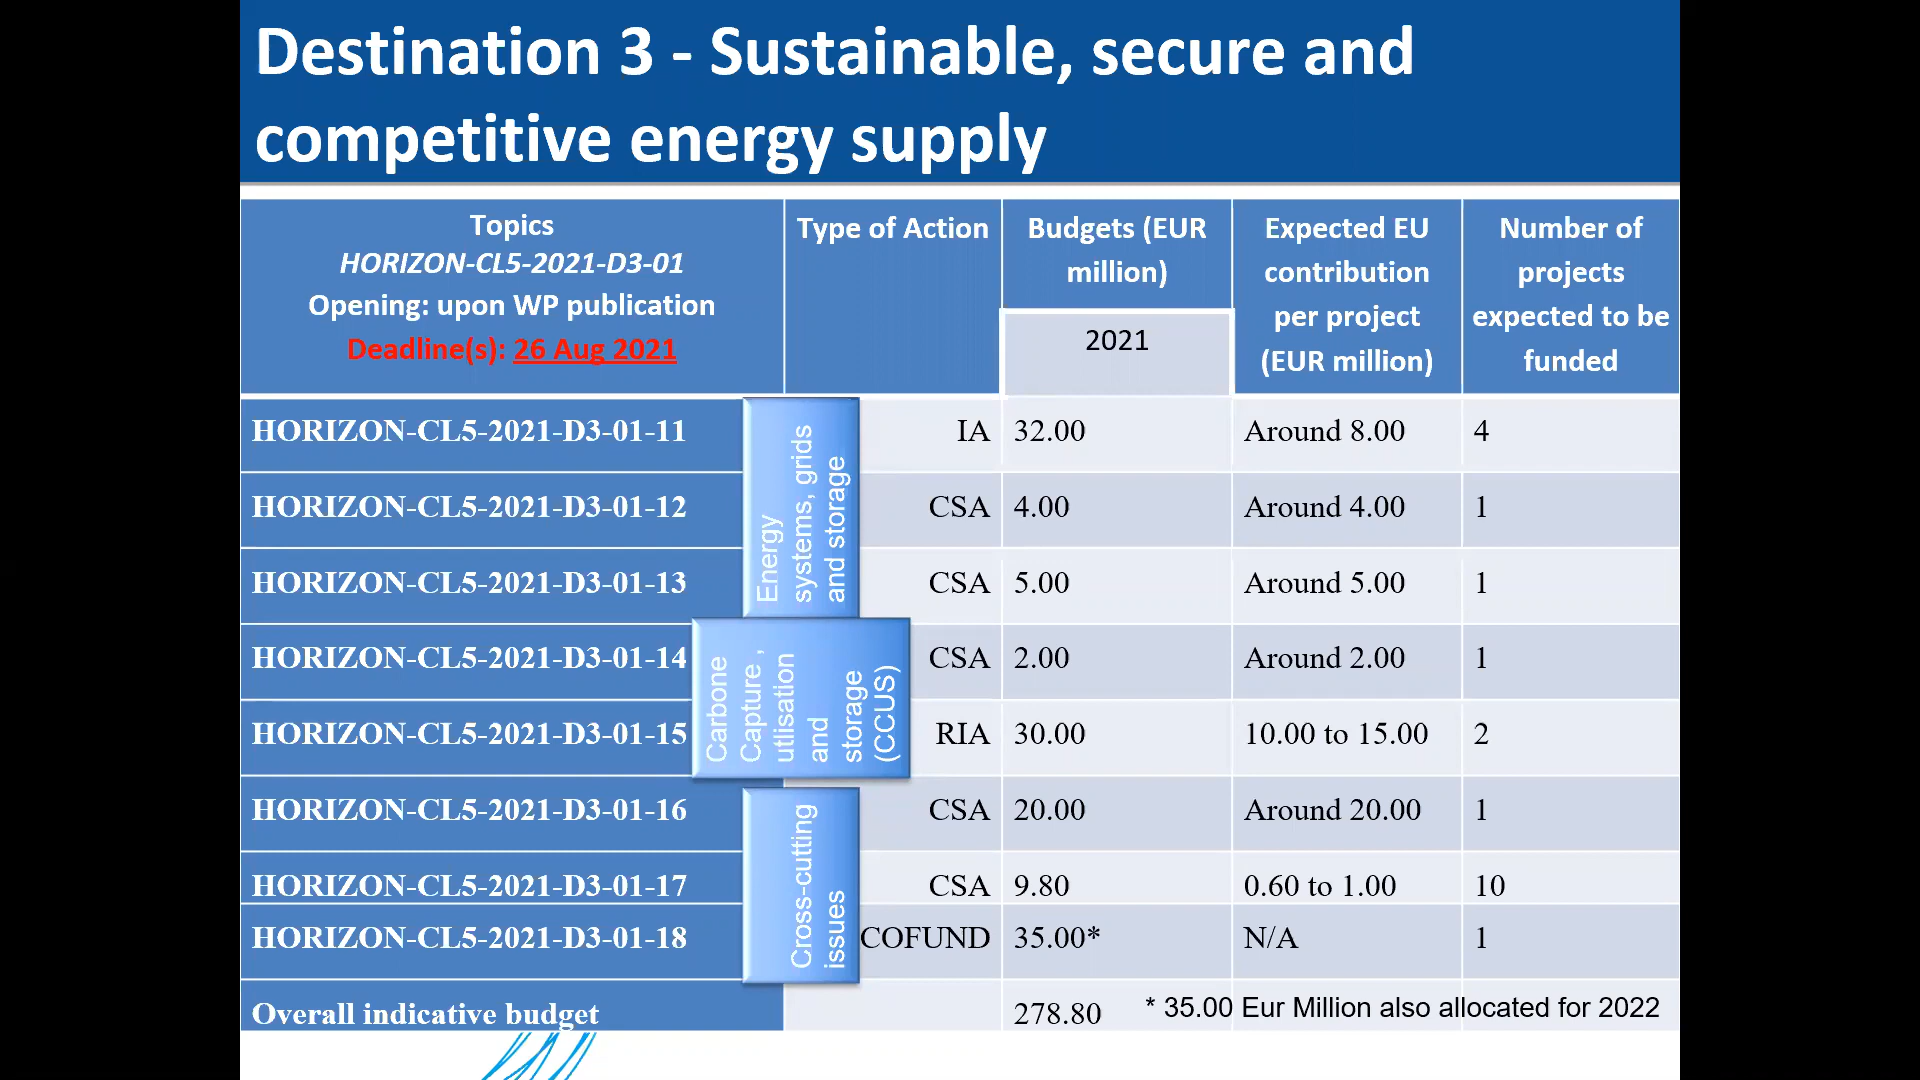 Destination 3 - Sustainable, secure and
competitive energy supply
Topics
HORIZON-CL5-2021-D3-01
Opening: upon WP publication
Deadline(s): 26 Aug 2021
Type of Action
Budgets (EUR
million)
2021
Expected EU
contribution
per project
(EUR million)
Number of
projects
expected to be
funded
Energy
systems, grids
and storage
HORIZON-CL5-2021-D3-01-11 IA 32.00 Around 8.00 4
HORIZON-CL5-2021-D3-01-12 CSA 4.00 Around 4.00 1
HORIZON-CL5-2021-D3-01-13 CSA 5.00 Around 5.00 1
Carbone
Capture ,
utlisation
and
storage
(CCUS)
HORIZON-CL5-2021-D3-01-14 CSA 2.00 Around 2.00 1
HORIZON-CL5-2021-D3-01-15 RIA 30.00 10.00 to 15.00 2
Cross-cutting
issues
HORIZON-CL5-2021-D3-01-16 CSA 20.00 Around 20.00 1
HORIZON-CL5-2021-D3-01-17 CSA 9.80 0.60 to 1.00 10
HORIZON-CL5-2021-D3-01-18 COFUND 35.00* N/A 1
Overall indicative budget 278.80 * 35.00 Eur Million also allocated for 2022